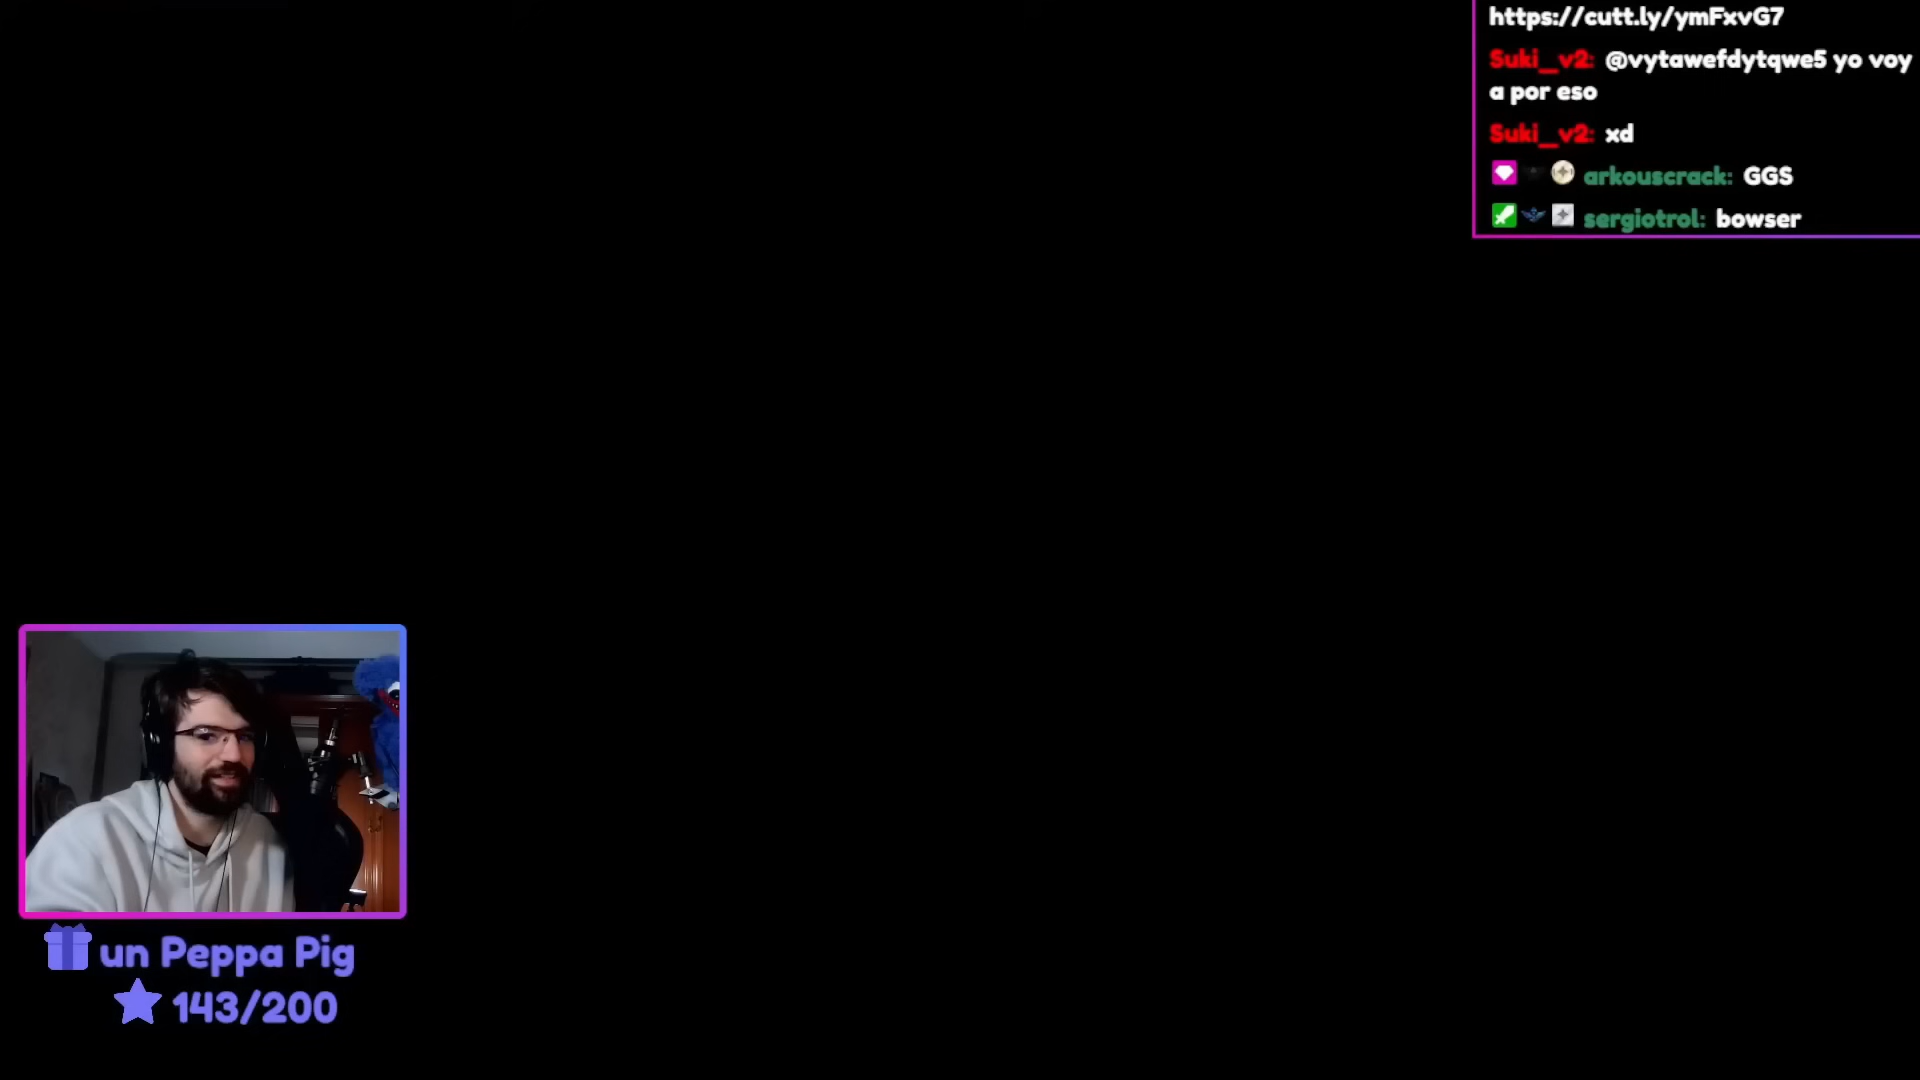 https://cutt.ly/ymFxvG7
Suki_v2: @vytawefdytqwe5 yo voy
a por eso
Suki_v2: xd
arkouscrack: GGS
sergiotrol: bowser
un Peppa Pig
143/200